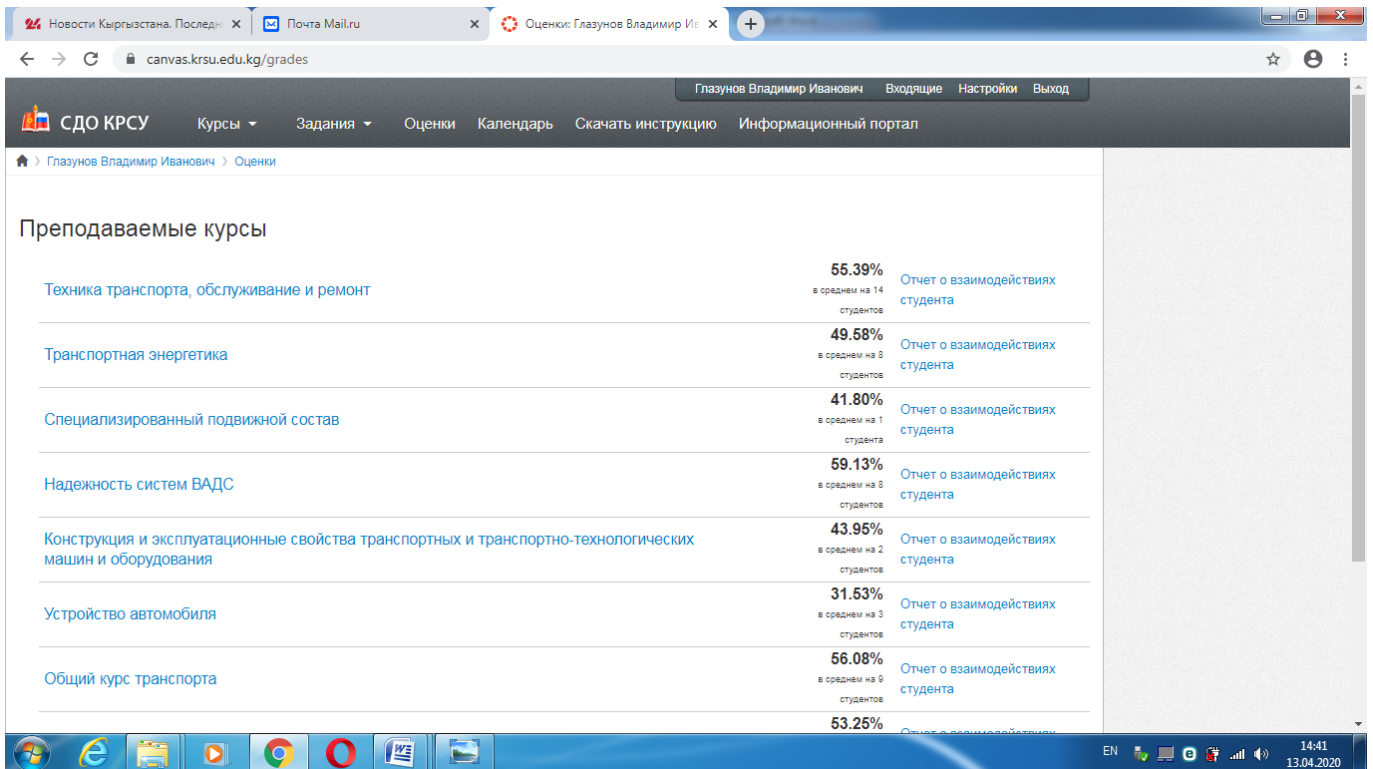 24 Новости Кыргызстана. Последн
Почта Mail.ru
Оценки: Глазунов Владимир Ив
canvas.krsu.edu.kg/grades
Глазунов Владимир Иванович Входящие Настройки Выход
СДО КРСУ Курсы Задания Оценки Календарь Скачать инструкцию Информационный портал
Глазунов Владимир Иванович > Оценки
Преподаваемые курсы
Техника транспорта, обслуживание и ремонт
55.39%
в среднем на 14
студентов
Отчет о взаимодействиях
студента
Транспортная энергетика
49.58%
в среднем на 8
студентов
Отчет о взаимодействиях
студента
Специализированный подвижной состав
41.80%
в среднем на 1
студента
Отчет о взаимодействиях
студента
Надежность систем ВАДС
59.13%
в среднем на 8
студентов
Отчет о взаимодействиях
студента
Конструкция и эксплуатационные свойства транспортных и транспортно-технологических
машин и оборудования
43.95%
в среднем на 2
студентов
Отчет о взаимодействиях
студента
Устройство автомобиля
31.53%
в среднем на 3
студентов
Отчет о взаимодействиях
студента
Общий курс транспорта
56.08%
в среднем на 9
студентов
Отчет о взаимодействиях
студента
53.25%
Отчет о взаимодействиях
EN
14:41
13.04.2020